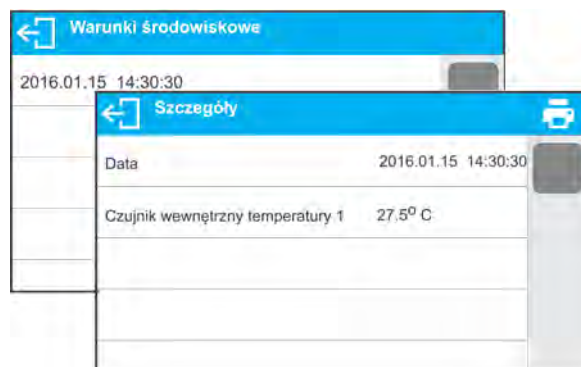 Warunki środowiskowe
2016.01.15 14:30:30
Szczegóły
Data 2016.01.15 14:30:30
Czujnik wewnętrzny temperatury 1 27.5⁰ C